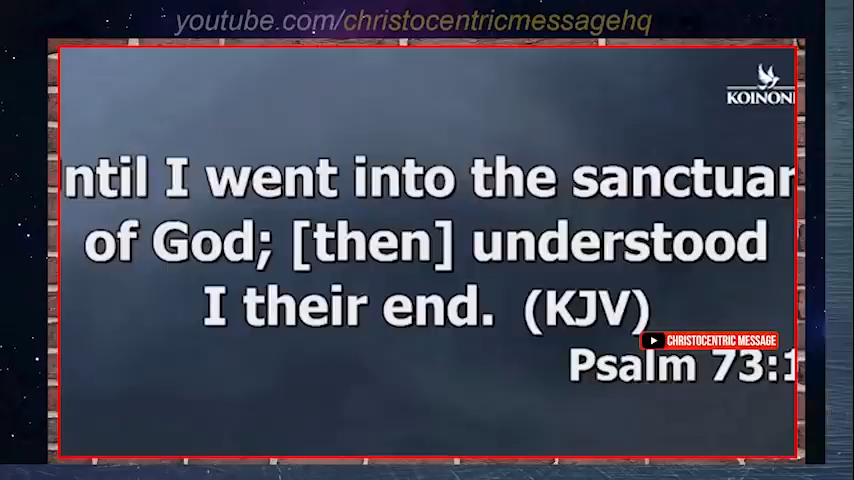 youtube.com/christocentricmessagehq
KOINONI
ntil I went into the sanctuar
of God; [then] understood
I their end. (KJV)
CHRISTOCENTRIC MESSAGE
Psalm 73:1